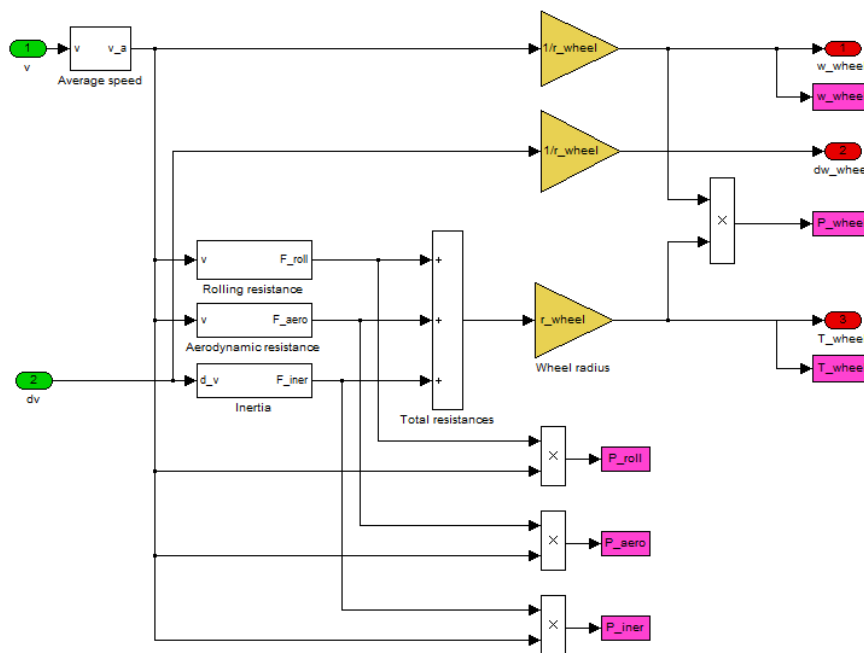 1
v
v
v_a
Average speed
1/r_wheel
1
w_whee
w_whee
1/r_wheel
2
dw_whee
×
P_whee
v
F_roll
Rolling resistance
v
F_aero
Aerodynamic resistance
2
dv
d_v
F_iner
Inertia
+
+
+
Total resistances
r_wheel
Wheel radius
3
T_whee
T_whee
×
P_roll
×
P_aero
×
P_iner